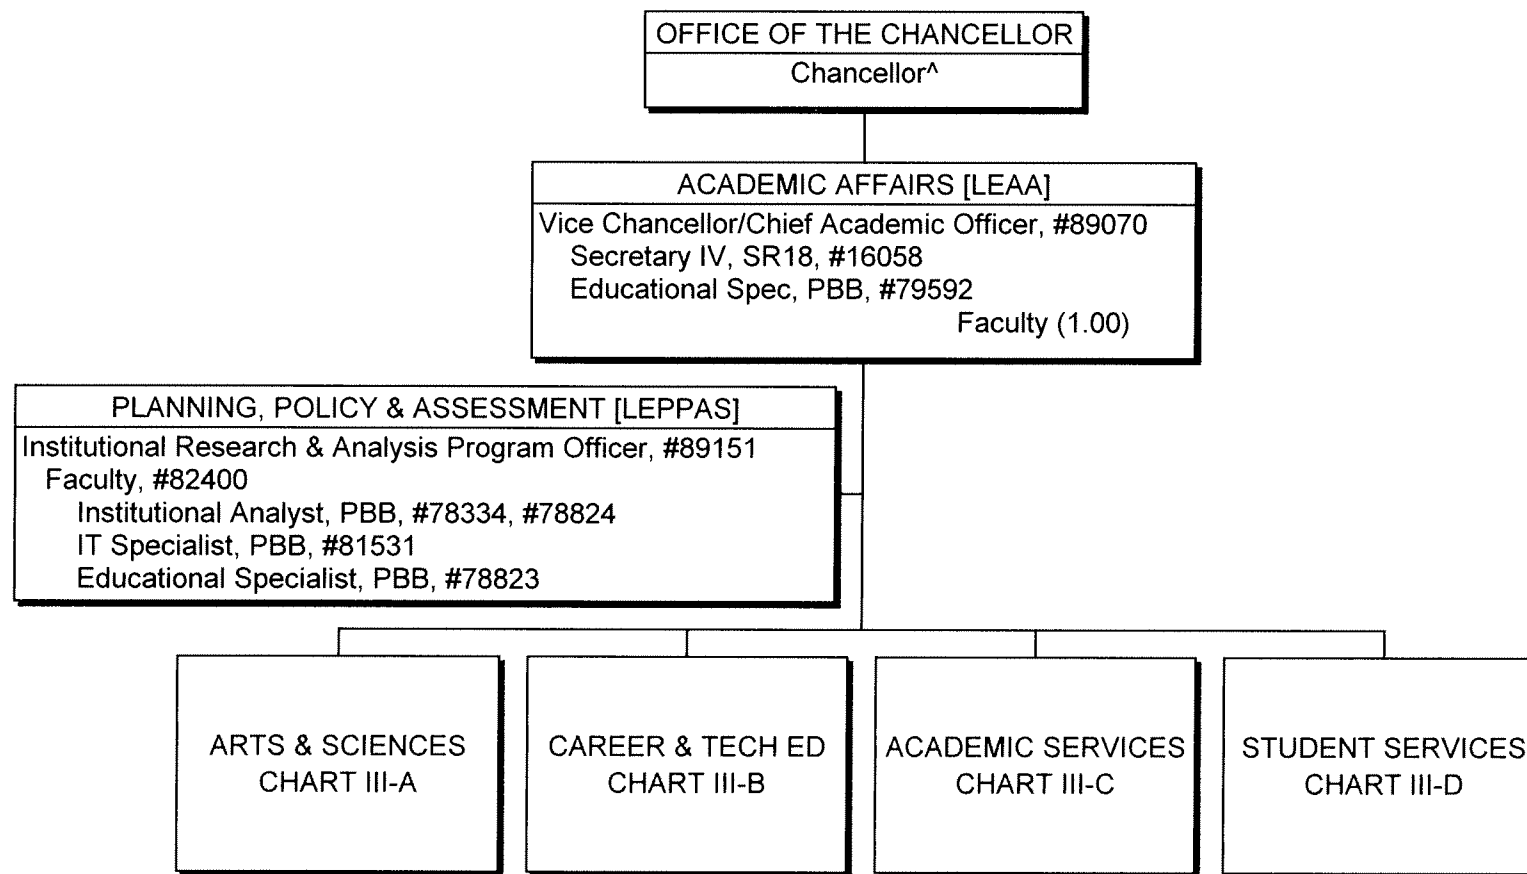 OFFICE OF THE CHANCELLOR
Chancellor^
ACADEMIC AFFAIRS [LEAA]
Vice Chancellor/Chief Academic Officer, #89070
Secretary IV, SR18, #16058
Educational Spec, PBB, #79592
Faculty (1.00)
PLANNING, POLICY & ASSESSMENT [LEPPAS]
Institutional Research & Analysis Program Officer, #89151
Faculty, #82400
Institutional Analyst, PBB, #78334, #78824
IT Specialist, PBB, #81531
Educational Specialist, PBB, #78823
ARTS & SCIENCES
CHART III-A
CAREER & TECH ED
CHART III-B
ACADEMIC SERVICES
CHART III-C
STUDENT SERVICES
CHART III-D